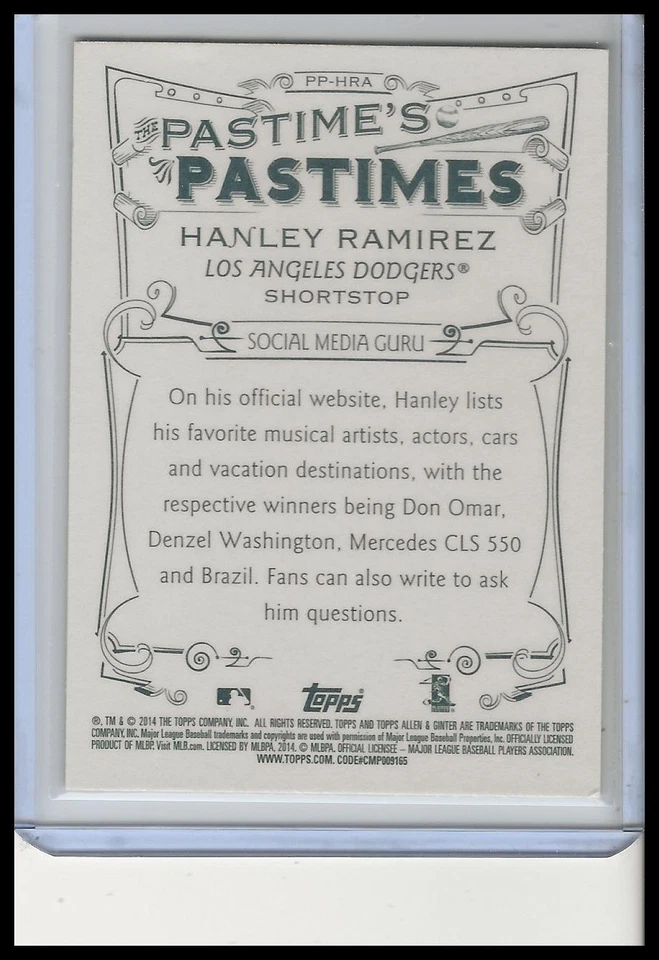 PP-HRA
THE PASTIME'S
PASTIMES
HANLEY RAMIREZ
LOS ANGELES DODGERS®
SHORTSTOP
SOCIAL MEDIA GURU
On his official website, Hanley lists
his favorite musical artists, actors, cars
and vacation destinations, with the
respective winners being Don Omar,
Denzel Washington, Mercedes CLS 550
and Brazil. Fans can also write to ask
him questions.
topps
®, TM & © 2014 THE TOPPS COMPANY, INC. ALL RIGHTS RESERVED. TOPPS AND TOPPS ALLEN & GINTER ARE TRADEMARKS OF THE TOPPS
COMPANY, INC. Major League Baseball trademarks and copyrights are used with permission of Major League Baseball Properties, Inc. OFFICIALLY LICENSED
PRODUCT OF MLBP. Visit MLB.com. LICENSED BY MLBPA, 2014. © MLBPA. OFFICIAL LICENSEE – MAJOR LEAGUE BASEBALL PLAYERS ASSOCIATION.
WWW.TOPPS.COM. CODE#CMP009165